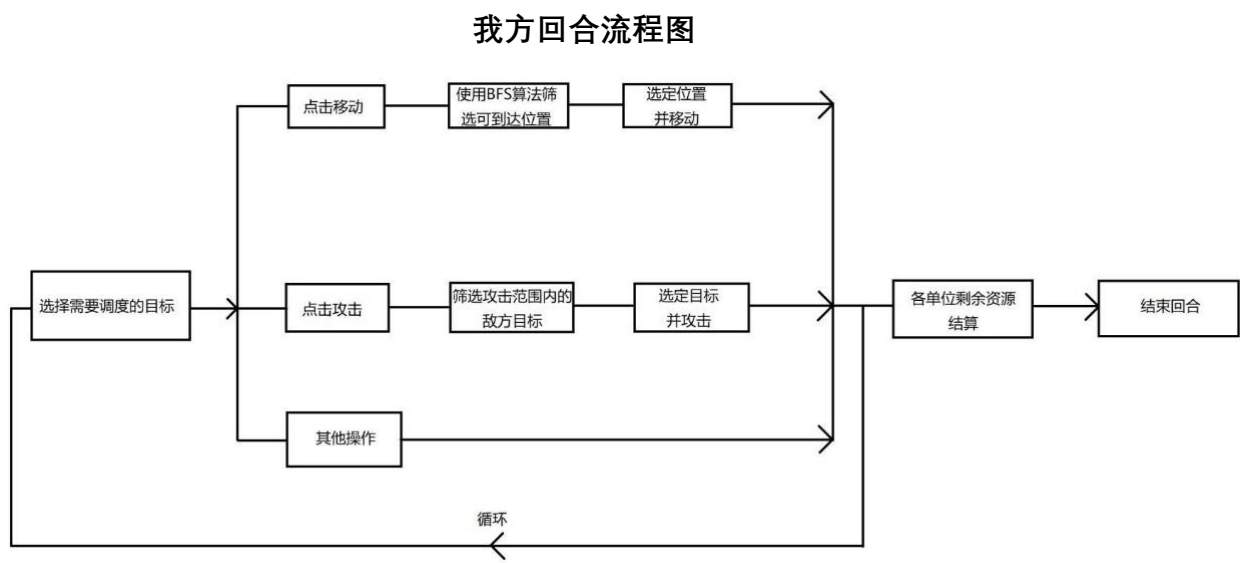 我方回合流程图
点击移动
使用BFS算法筛
选可到达位置
选定位置
并移动
选择需要调度的目标
点击攻击
筛选攻击范围内的
敌方目标
选定目标
并攻击
各单位剩余资源
结算
结束回合
其他操作
循环